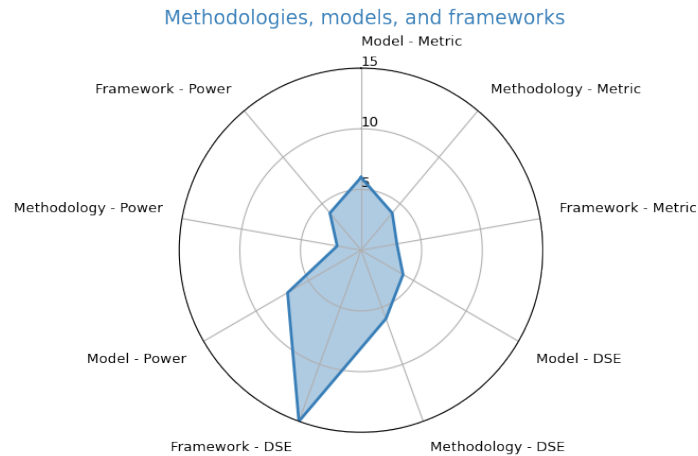 Methodologies, models, and frameworks
Model - Metric
15
Framework - Power
Methodology - Metric
10
5
Methodology - Power
Framework - Metric
Model - Power
Model - DSE
Framework - DSE
Methodology - DSE